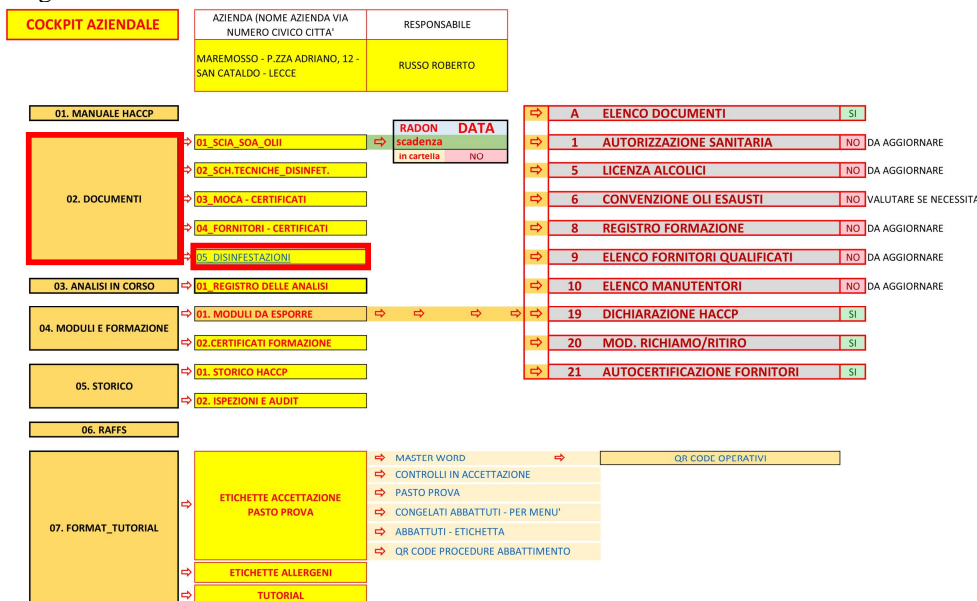 COCKPIT AZIENDALE
AZIENDA (NOME AZIENDA VIA
NUMERO CIVICO CITTA'
RESPONSABILE
MAREMOSSO - P.ZZA ADRIANO, 12 -
SAN CATALDO - LECCE
RUSSO ROBERTO
01. MANUALE HACCP
A ELENCO DOCUMENTI SI
RADON DATA
scadenza
in cartella NO
02. DOCUMENTI
01_SCIA_SOA_OLII
1 AUTORIZZAZIONE SANITARIA NO DA AGGIORNARE
02_SCH.TECNICHE_DISINFET.
5 LICENZA ALCOLICI NO DA AGGIORNARE
03_MOCA - CERTIFICATI
6 CONVENZIONE OLI ESAUSTI NO VALUTARE SE NECESSITA
04_FORNITORI - CERTIFICATI
8 REGISTRO FORMAZIONE NO DA AGGIORNARE
05_DISINFESTAZIONI
9 ELENCO FORNITORI QUALIFICATI NO DA AGGIORNARE
03. ANALISI IN CORSO
01_REGISTRO DELLE ANALISI
10 ELENCO MANUTENTORI NO DA AGGIORNARE
04. MODULI E FORMAZIONE
01. MODULI DA ESPORRE
19 DICHIARAZIONE HACCP SI
02.CERTIFICATI FORMAZIONE
20 MOD. RICHIAMO/RITIRO SI
05. STORICO
01. STORICO HACCP
21 AUTOCERTIFICAZIONE FORNITORI SI
02. ISPEZIONI E AUDIT
06. RAFFS
07. FORMAT_TUTORIAL
ETICHETTE ACCETTAZIONE
PASTO PROVA
MASTER WORD
QR CODE OPERATIVI
CONTROLLI IN ACCETTAZIONE
PASTO PROVA
CONGELATI ABBATTUTI - PER MENU'
ABBATTUTI - ETICHETTA
QR CODE PROCEDURE ABBATTIMENTO
ETICHETTE ALLERGENI
TUTORIAL